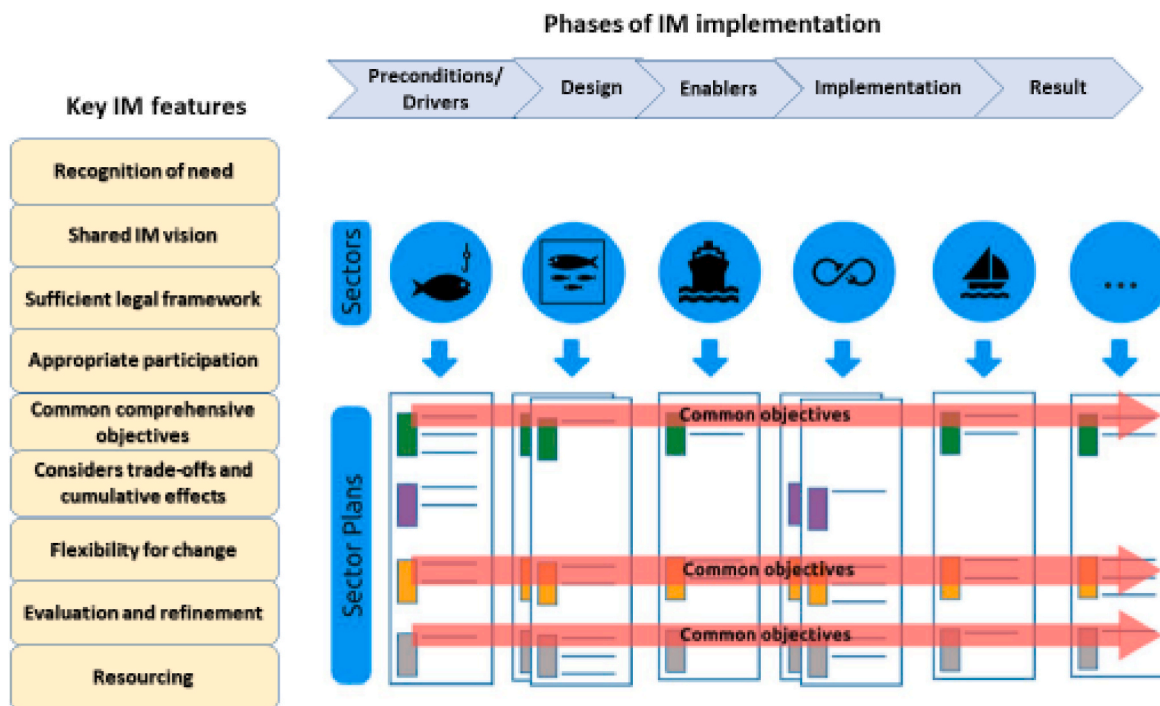 Phases of IM implementation
Preconditions/
Drivers
Design
Enablers
Implementation
Result
Key IM features
Recognition of need
Shared IM vision
Sufficient legal framework
Appropriate participation
Common comprehensive
objectives
Considers trade-offs and
cumulative effects
Flexibility for change
Evaluation and refinement
Resourcing
Sectors
...
Sector Plans
Common objectives
Common objectives
Common objectives